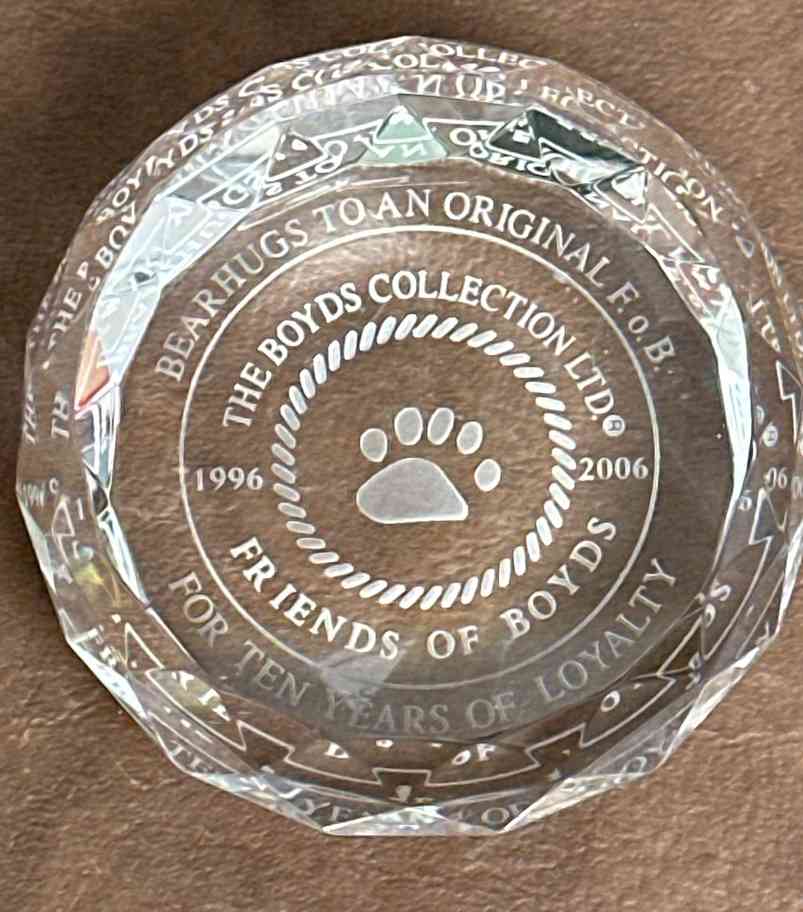 BEARHUGS TO AN ORIGINAL F.o.B.
THE BOYDS COLLECTION LTD®
1996
2006
FRIENDS OF BOYDS
FOR TEN YEARS OF LOYALTY